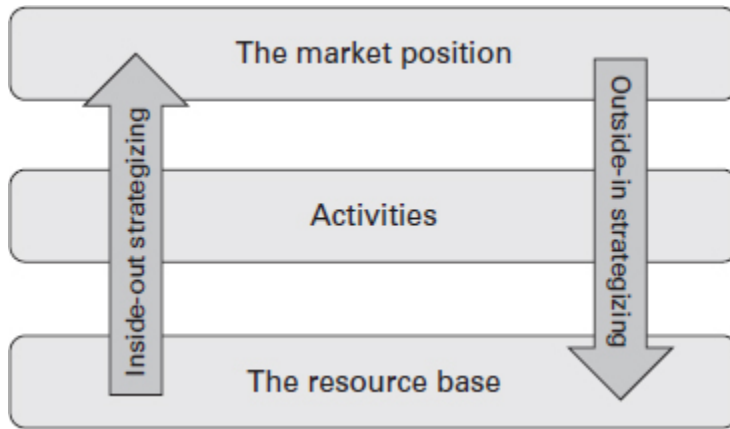 The market position
Inside-out strategizing
Outside-in strategizing
Activities
The resource base